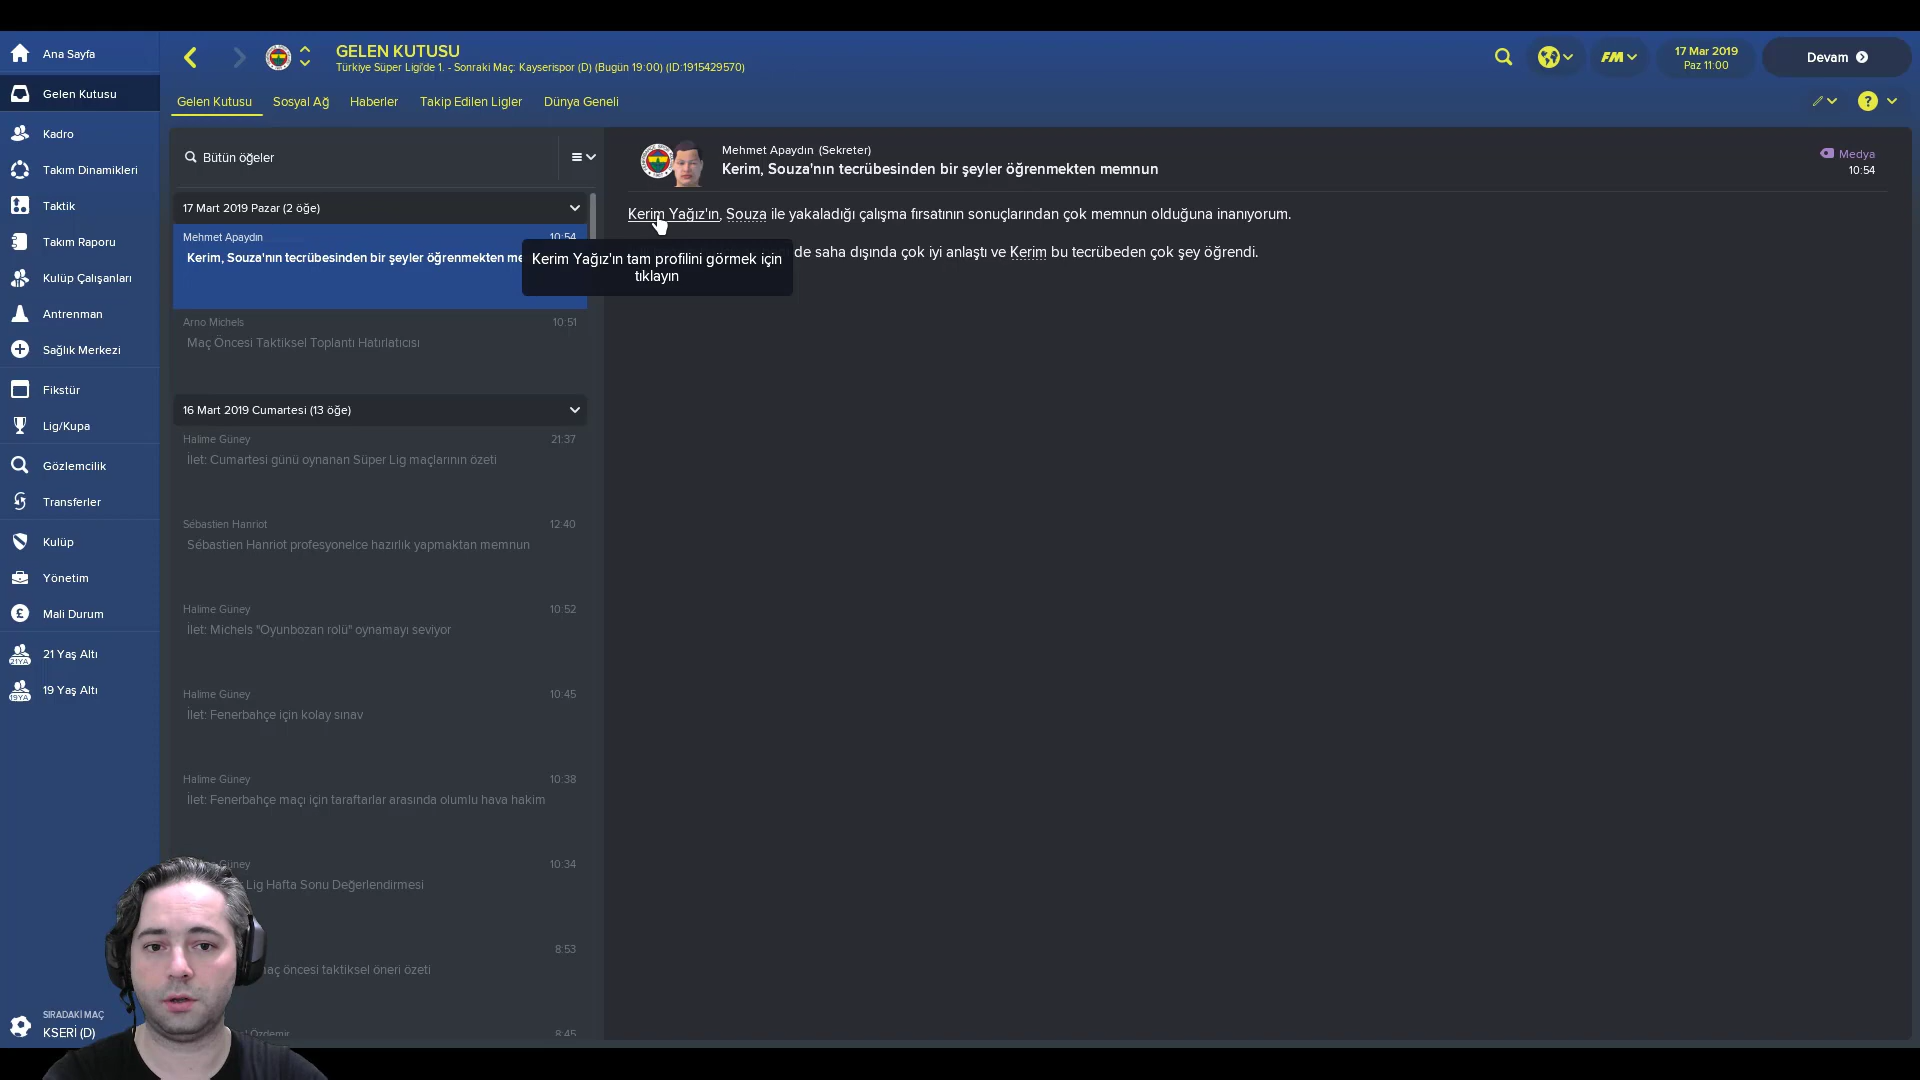 Ana Sayfa
Gelen Kutusu
Kadro
Takım Dinamikleri
Taktik
Takım Raporu
Kulüp Çalışanları
Antrenman
Sağlık Merkezi
Fikstür
Lig/Kupa
Gözlemcilik
Transferler
Kulüp
Yönetim
Mali Durum
21YA
21 Yaş Altı
19YA
19 Yaş Altı
SIRADAKİ MAÇ
KSERİ (D)
GELEN KUTUSU
Türkiye Süper Ligi'de 1. - Sonraki Maç: Kayserispor (D) (Bugün 19:00) (ID:1915429570)
FM
17 Mar 2019
Paz 11:00
Devam
Gelen Kutusu
Sosyal Ağ
Haberler
Takip Edilen Ligler
Dünya Geneli
?
Bütün öğeler
17 Mart 2019 Pazar (2 öğe)
Mehmet Apaydın 10:54
Kerim, Souza'nın tecrübesinden bir şeyler öğrenmekten me
Arno Michels 10:51
Maç Öncesi Taktiksel Toplantı Hatırlatıcısı
16 Mart 2019 Cumartesi (13 öğe)
Halime Güney 21:37
İlet: Cumartesi günü oynanan Süper Lig maçlarının özeti
Sébastien Hanriot 12:40
Sébastien Hanriot profesyonelce hazırlık yapmaktan memnun
Halime Güney 10:52
İlet: Michels "Oyunbozan rolü" oynamayı seviyor
Halime Güney 10:45
İlet: Fenerbahçe için kolay sınav
Halime Güney 10:38
İlet: Fenerbahçe maçı için taraftarlar arasında olumlu hava hakim
Güney 10:34
Lig Hafta Sonu Değerlendirmesi
8:53
maç öncesi taktiksel öneri özeti
Özdemir 8:45
Mehmet Apaydın (Sekreter)
Kerim, Souza'nın tecrübesinden bir şeyler öğrenmekten memnun
Medya
10:54
Kerim Yağız'ın, Souza ile yakaladığı çalışma fırsatının sonuçlarından çok memnun olduğuna inanıyorum.
de saha dışında çok iyi anlaştı ve Kerim bu tecrübeden çok şey öğrendi.
Kerim Yağız'ın tam profilini görmek için
tıklayın